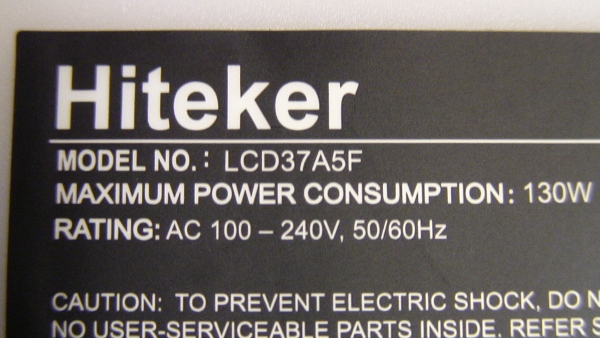 Hiteker
MODEL NO.: LCD37A5F
MAXIMUM POWER CONSUMPTION: 130W
RATING: AC 100 – 240V, 50/60Hz
CAUTION: TO PREVENT ELECTRIC SHOCK, DO
NO USER-SERVICEABLE PARTS INSIDE. REFER